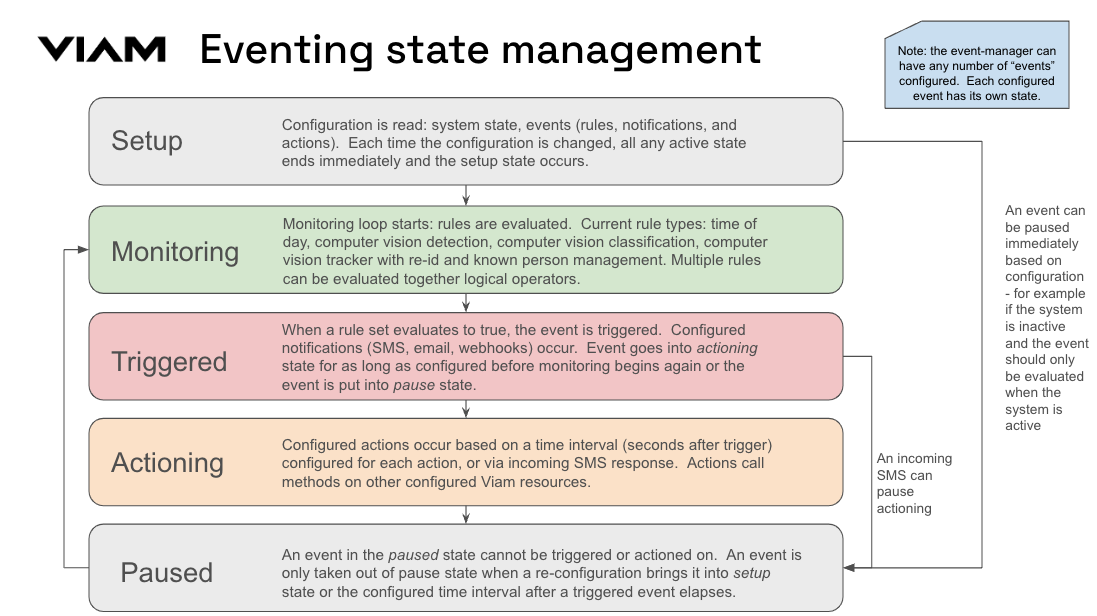 VIAM Eventing state management
Note: the event-manager can
have any number of “events”
configured.  Each configured
event has its own state.
Setup
Configuration is read: system state, events (rules, notifications, and
actions).  Each time the configuration is changed, all any active state
ends immediately and the setup state occurs.
Monitoring
Monitoring loop starts: rules are evaluated.  Current rule types: time of
day, computer vision detection, computer vision classification, computer
vision tracker with re-id and known person management. Multiple rules
can be evaluated together logical operators.
Triggered
When a rule set evaluates to true, the event is triggered.  Configured
notifications (SMS, email, webhooks) occur.  Event goes into actioning
state for as long as configured before monitoring begins again or the
event is put into pause state.
Actioning
Configured actions occur based on a time interval (seconds after trigger)
configured for each action, or via incoming SMS response.  Actions call
methods on other configured Viam resources.
Paused
An event in the paused state cannot be triggered or actioned on.  An event is
only taken out of pause state when a re-configuration brings it into setup
state or the configured time interval after a triggered event elapses.
An incoming
SMS can
pause
actioning
An event can
be paused
immediately
based on
configuration
- for example
if the system
is inactive
and the event
should only
be evaluated
when the
system is
active